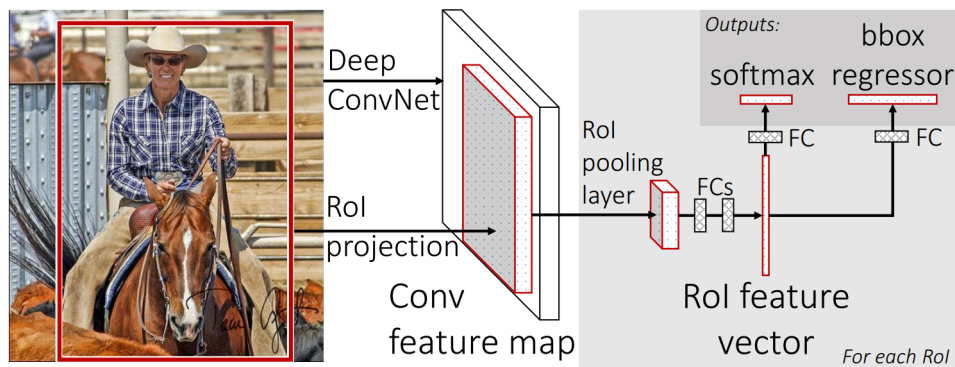 Deep
ConvNet
RoI
projection
Conv
feature map
RoI
pooling
layer
FCs
RoI feature
vector
Outputs:
softmax
bbox
regressor
FC
FC
For each RoI